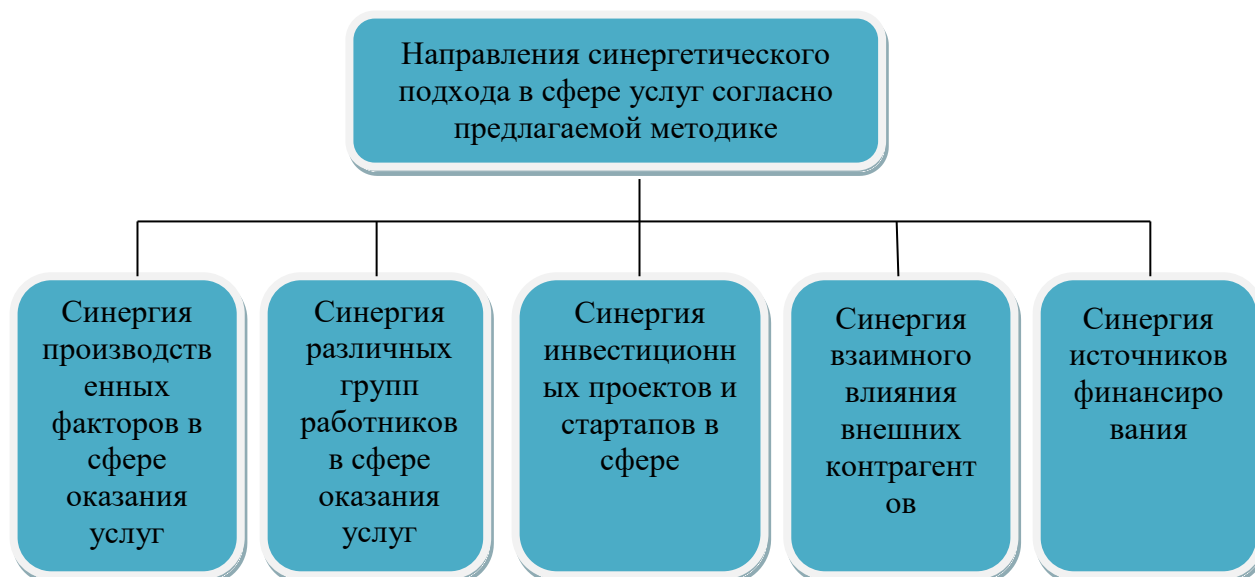 Направления синергетического
подхода в сфере услуг согласно
предлагаемой методике
Синергия
производств
енных
факторов в
сфере
оказания
услуг
Синергия
различных
групп
работников
в сфере
оказания
услуг
Синергия
инвестиционн
ых проектов и
стартапов в
сфере
Синергия
взаимного
влияния
внешних
контрагент
ов
Синергия
источников
финансиро
вания